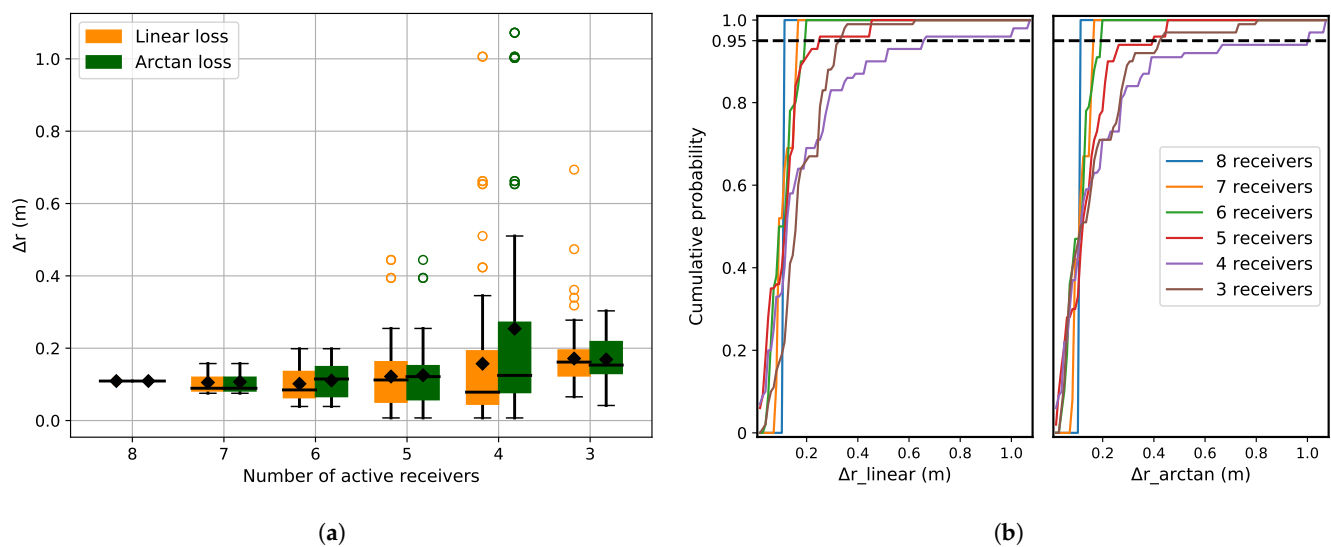 Linear loss
Arctan loss
Δr (m)
1.0
0.8
0.6
0.4
0.2
0.0
8 7 6 5 4 3
Number of active receivers
(a)
Cumulative probability
1.0
0.95
0.8
0.6
0.4
0.2
0
0.2 0.4 0.6 0.8 1.0
Δr_linear (m)
8 receivers
7 receivers
6 receivers
5 receivers
4 receivers
3 receivers
0.2 0.4 0.6 0.8 1.0
Δr_arctan (m)
(b)